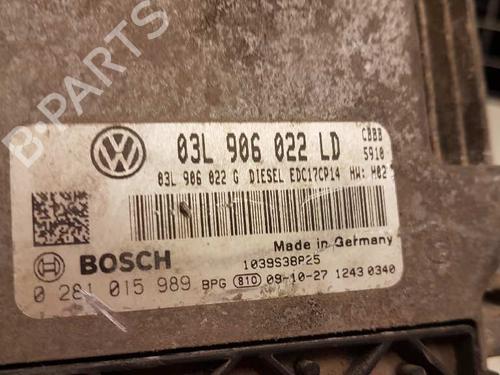 B-PARTS
03L 906 022 LD
CBBB
5910
03L 906 022 G DIESEL EDC17CP14 HW: H02
Made in Germany
BOSCH
1039S38P25
0 281 015 989 BPG 810 09-10-27 1243 0340